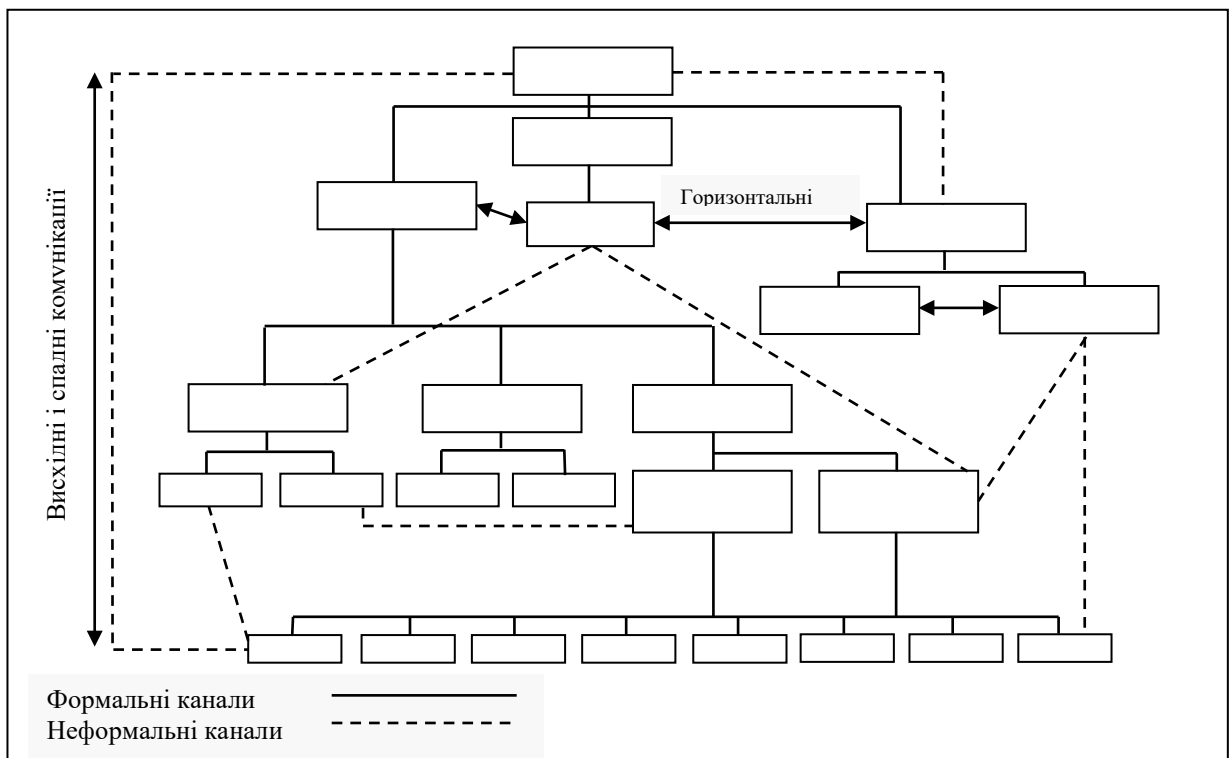 Горизонтальні
Висхідні і спадні комунікації
Формальні канали
Неформальні канали